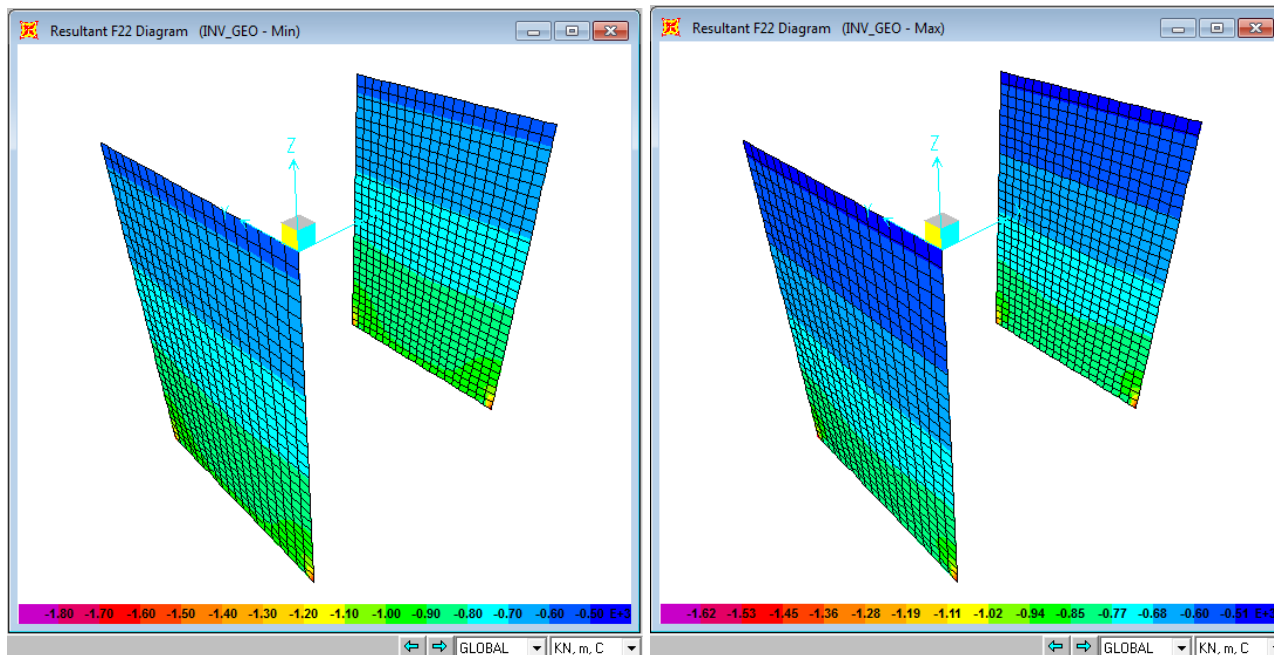 Resultant F22 Diagram (INV_GEO - Min)
Z
-1.80 -1.70 -1.60 -1.50 -1.40 -1.30 -1.20 -1.10 -1.00 -0.90 -0.80 -0.70 -0.60 -0.50 E+3
GLOBAL KN, m, C
Resultant F22 Diagram (INV_GEO - Max)
Z
-1.62 -1.53 -1.45 -1.36 -1.28 -1.19 -1.11 -1.02 -0.94 -0.85 -0.77 -0.68 -0.60 -0.51 E+3
GLOBAL KN, m, C